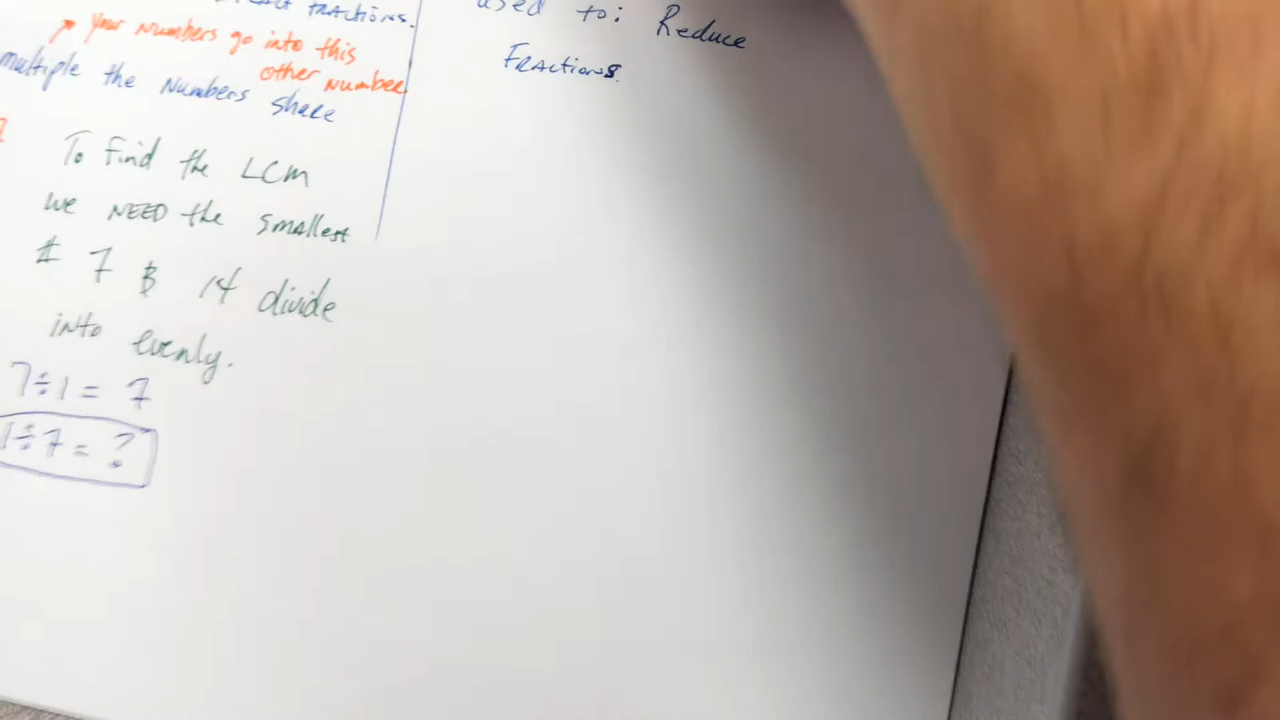 fractions.
your numbers go into this
other number
multiple the numbers share
To find the LCM
we NEED the smallest
# 7 & 14 divide
into evenly.
7÷1 = 7
1÷7 = ?
used to: Reduce
Fractions.